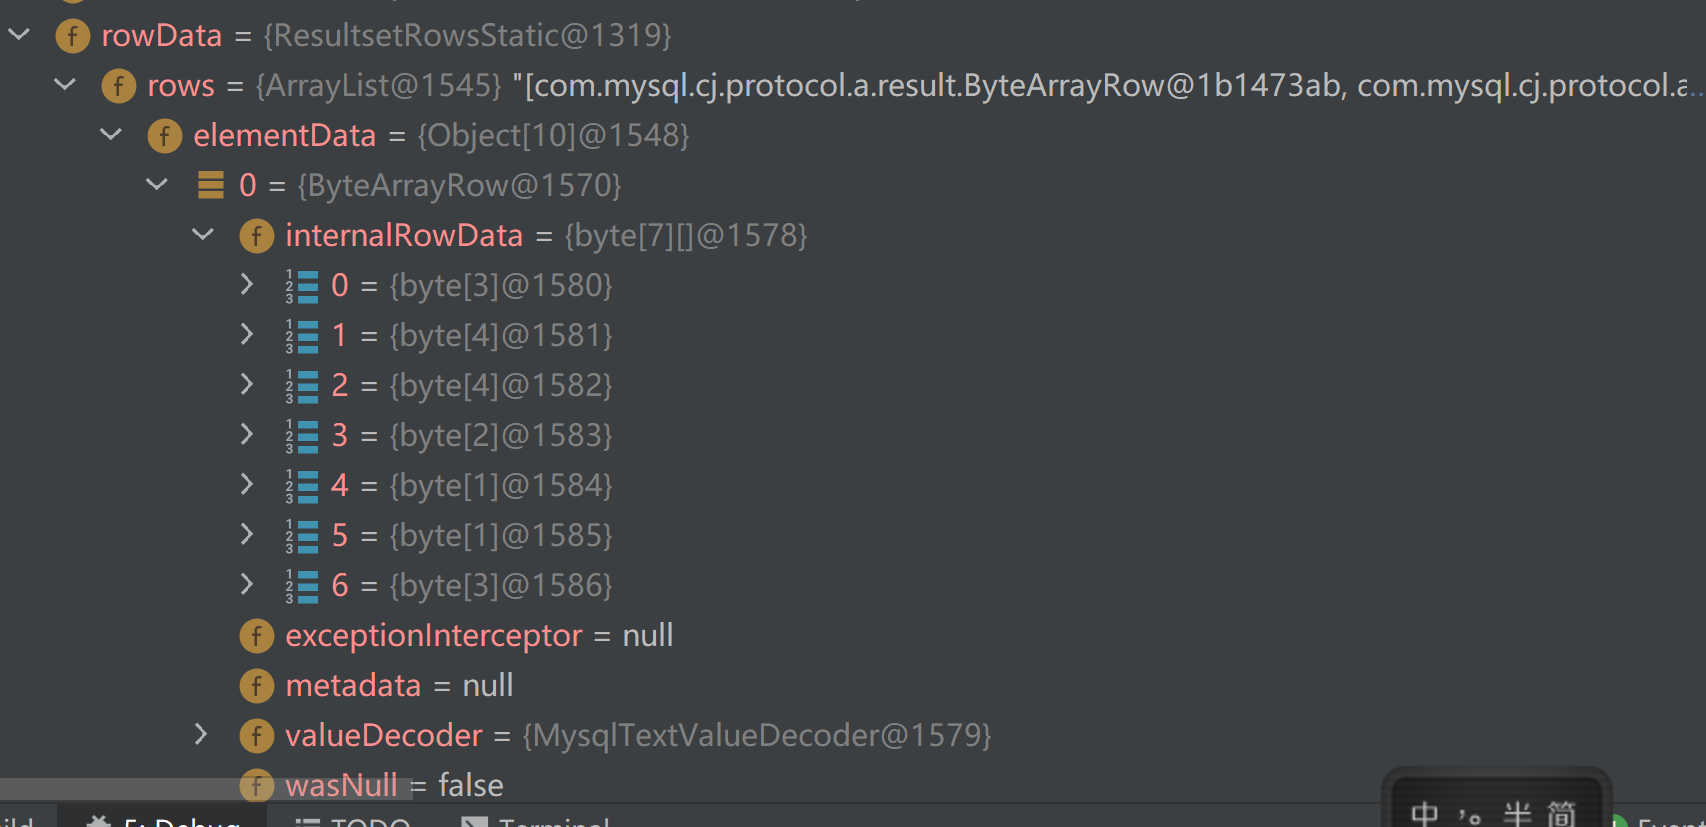 rowData = {ResultsetRowsStatic@1319}
rows = {ArrayList@1545} "[com.mysql.cj.protocol.a.result.ByteArrayRow@1b1473ab, com.mysql.cj.protocol.a...
elementData = {Object[10]@1548}
0 = {ByteArrayRow@1570}
internalRowData = {byte[7][]@1578}
0 = {byte[3]@1580}
1 = {byte[4]@1581}
2 = {byte[4]@1582}
3 = {byte[2]@1583}
4 = {byte[1]@1584}
5 = {byte[1]@1585}
6 = {byte[3]@1586}
exceptionInterceptor = null
metadata = null
valueDecoder = {MysqlTextValueDecoder@1579}
wasNull = false
5: Debug TODO Terminal 中 ，。 半 简